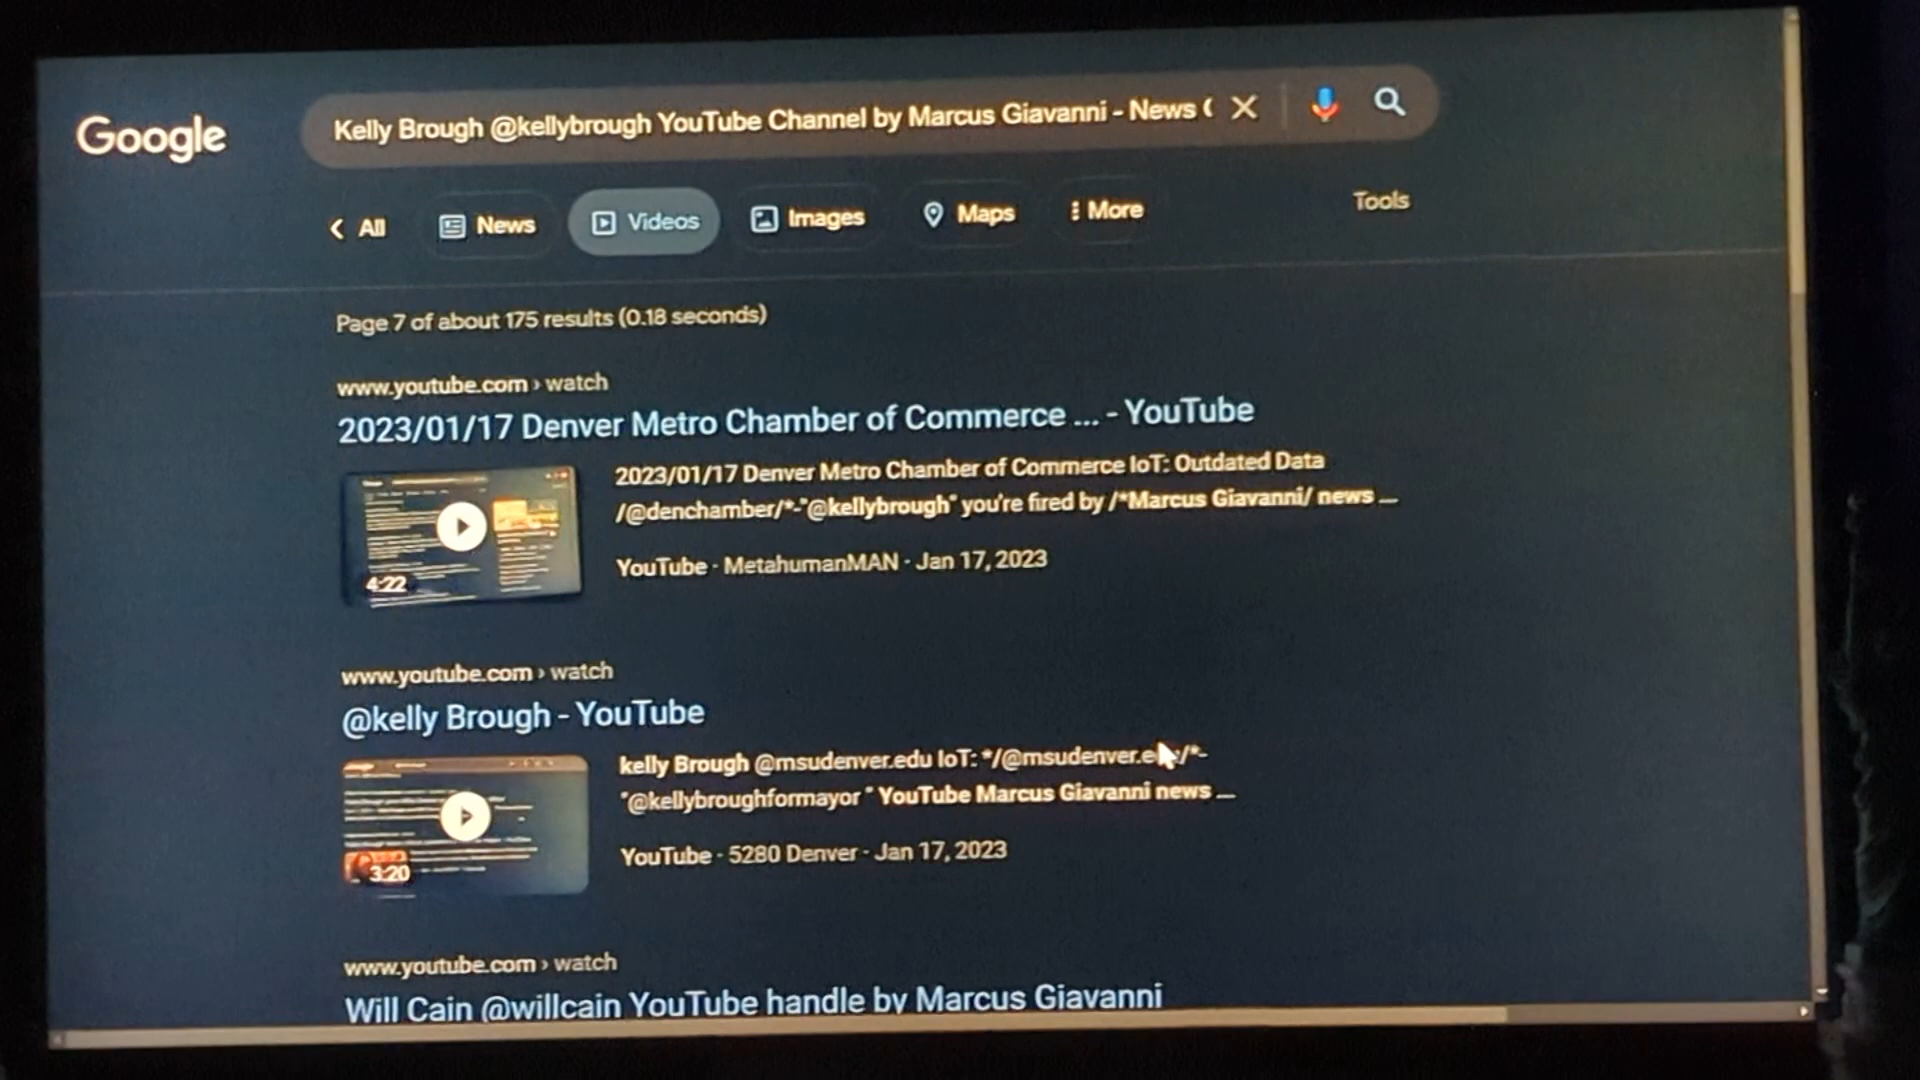 Google
Kelly Brough @kellybrough YouTube Channel by Marcus Giavanni - News (
All
News
Videos
Images
Maps
More
Tools
Page 7 of about 175 results (0.18 seconds)
www.youtube.com › watch
2023/01/17 Denver Metro Chamber of Commerce ... - YouTube
2023/01/17 Denver Metro Chamber of Commerce IoT: Outdated Data
/@denchamber/*-"@kellybrough" you're fired by /*Marcus Giavanni/ news ...
4:22
YouTube · MetahumanMAN · Jan 17, 2023
www.youtube.com › watch
@kelly Brough - YouTube
kelly Brough @msudenver.edu IoT: */@msudenver.e /*-
"@kellybroughformayor " YouTube Marcus Giavanni news ...
3:20
YouTube · 5280 Denver · Jan 17, 2023
www.youtube.com › watch
Will Cain @willcain YouTube handle by Marcus Giavanni